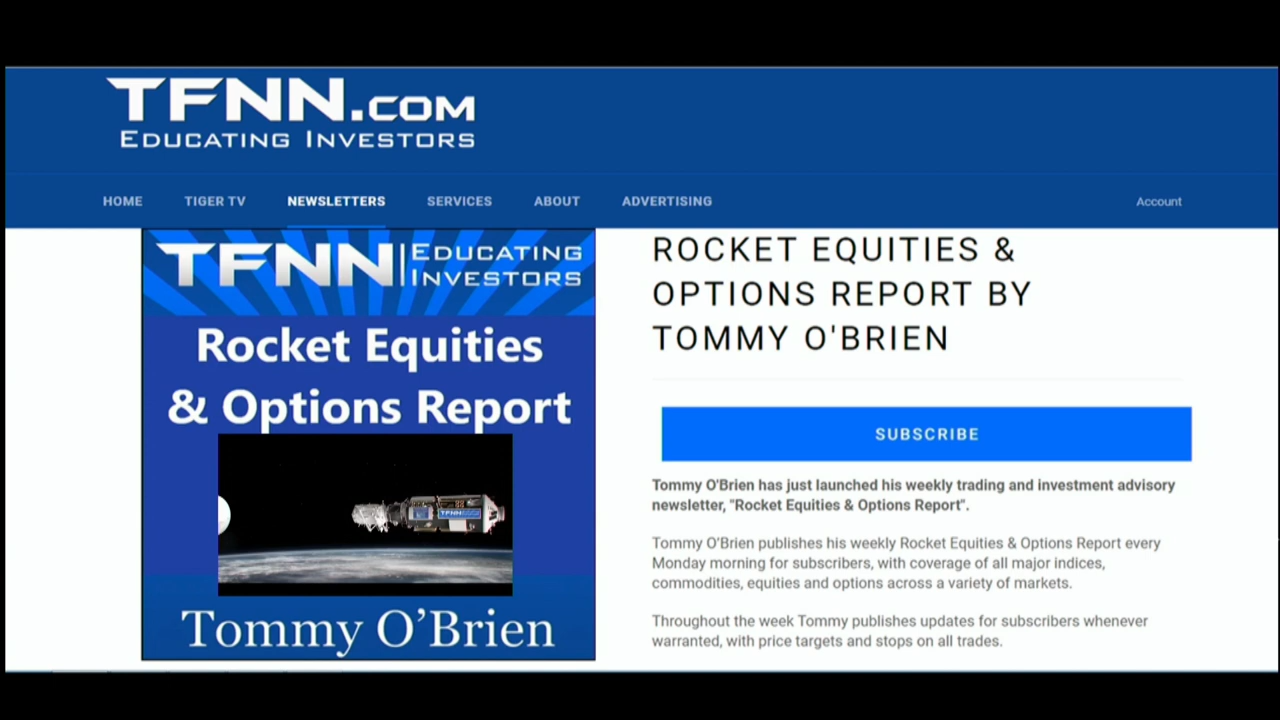 TFNN.COM
EDUCATING INVESTORS
HOME TIGER TV NEWSLETTERS SERVICES ABOUT ADVERTISING Account
TFNN EDUCATING
INVESTORS
Rocket Equities
& Options Report
TFNN
Tommy O’Brien
ROCKET EQUITIES &
OPTIONS REPORT BY
TOMMY O'BRIEN
SUBSCRIBE
Tommy O'Brien has just launched his weekly trading and investment advisory
newsletter, "Rocket Equities & Options Report".
Tommy O’Brien publishes his weekly Rocket Equities & Options Report every
Monday morning for subscribers, with coverage of all major indices,
commodities, equities and options across a variety of markets.
Throughout the week Tommy publishes updates for subscribers whenever
warranted, with price targets and stops on all trades.